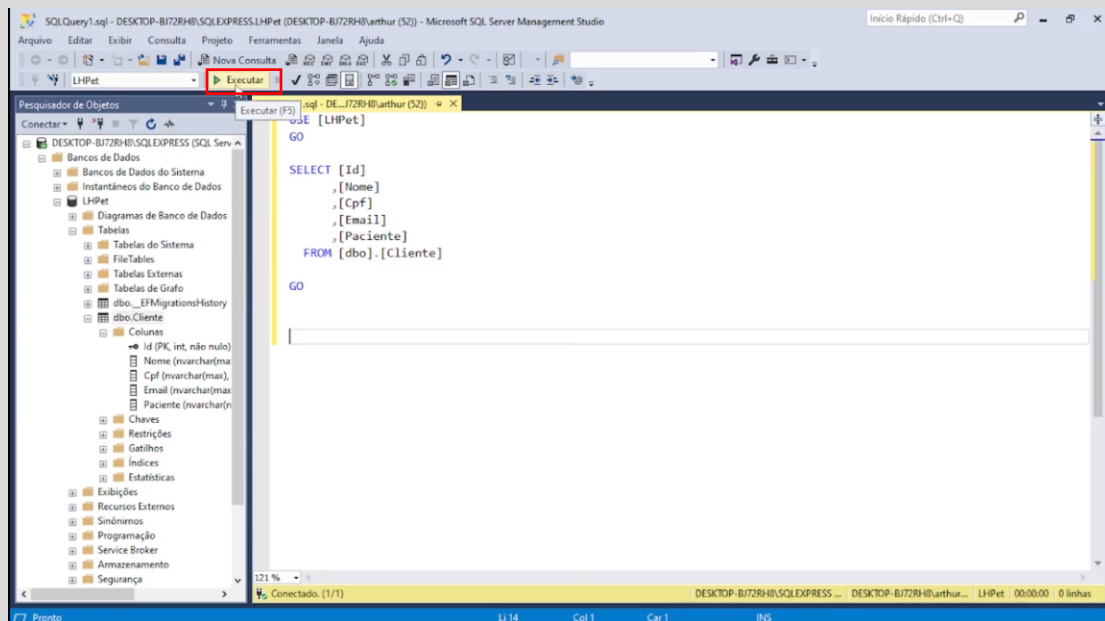 SQLQuery1.sql - DESKTOP-BJ72RH8\SQLEXPRESS.LHPet (DESKTOP-BJ72RH8\arthur (52)) - Microsoft SQL Server Management Studio
Início Rápido (Ctrl+Q)
Arquivo Editar Exibir Consulta Projeto Ferramentas Janela Ajuda
Nova Consulta
LHPet
Executar
Pesquisador de Objetos
.sql - DE...J72RH8\arthur (52))
Executar (F5)
Conectar
DESKTOP-BJ72RH8\SQLEXPRESS (SQL Serv
Bancos de Dados
Bancos de Dados do Sistema
Instantâneos do Banco de Dados
LHPet
Diagramas de Banco de Dados
Tabelas
Tabelas do Sistema
FileTables
Tabelas Externas
Tabelas de Grafo
dbo.__EFMigrationsHistory
dbo.Cliente
Colunas
Id (PK, int, não nulo)
Nome (nvarchar(ma
Cpf (nvarchar(max),
Email (nvarchar(max
Paciente (nvarchar(n
Chaves
Restrições
Gatilhos
Índices
Estatísticas
Exibições
Recursos Externos
Sinônimos
Programação
Service Broker
Armazenamento
Segurança
USE [LHPet]
GO
SELECT [Id]
,[Nome]
,[Cpf]
,[Email]
,[Paciente]
FROM [dbo].[Cliente]
GO
121 %
Conectado. (1/1)
DESKTOP-BJ72RH8\SQLEXPRESS ... DESKTOP-BJ72RH8\arthur... LHPet 00:00:00 0 linhas
Pronto Li 14 Col 1 Car 1 INS